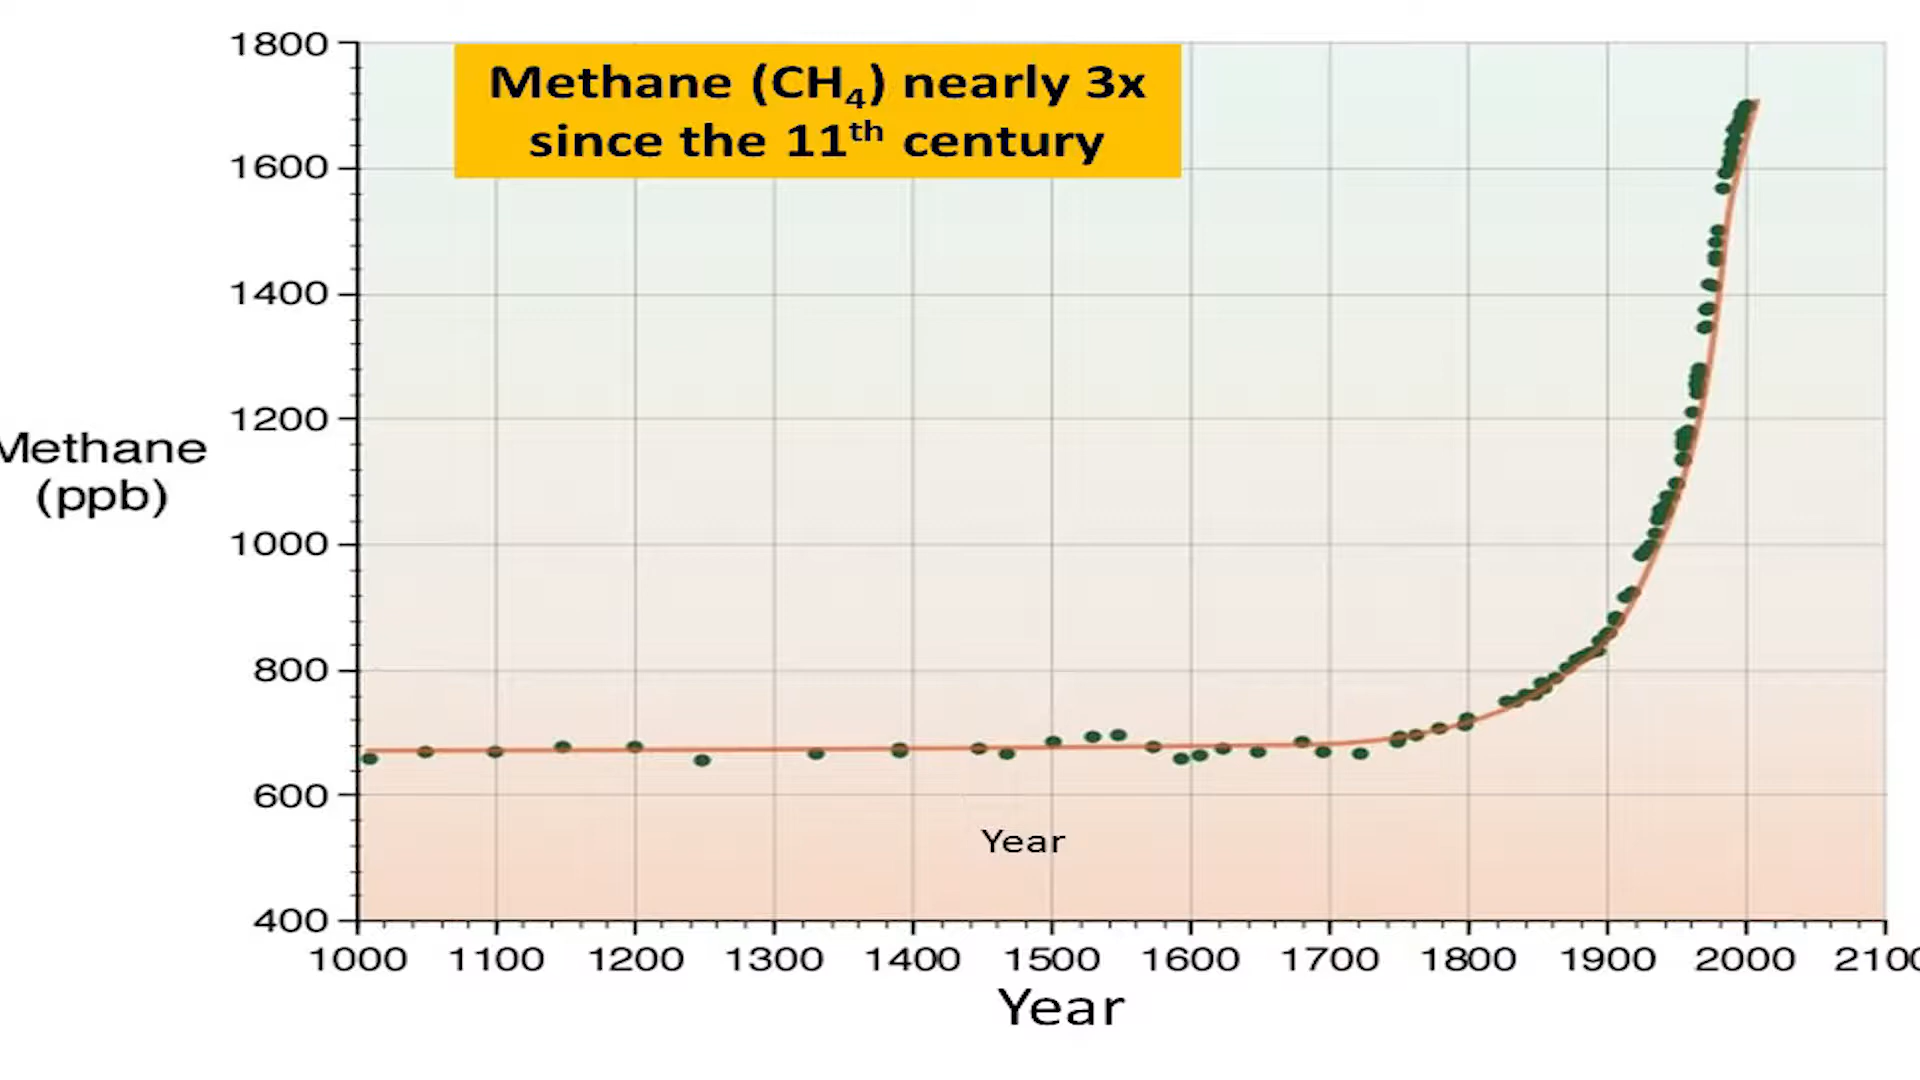 Methane (CH₄) nearly 3x
since the 11ᵗʰ century
1800
1600
1400
1200
1000
800
600
400
Methane
(ppb)
Year
1000 1100 1200 1300 1400 1500 1600 1700 1800 1900 2000 2100
Year